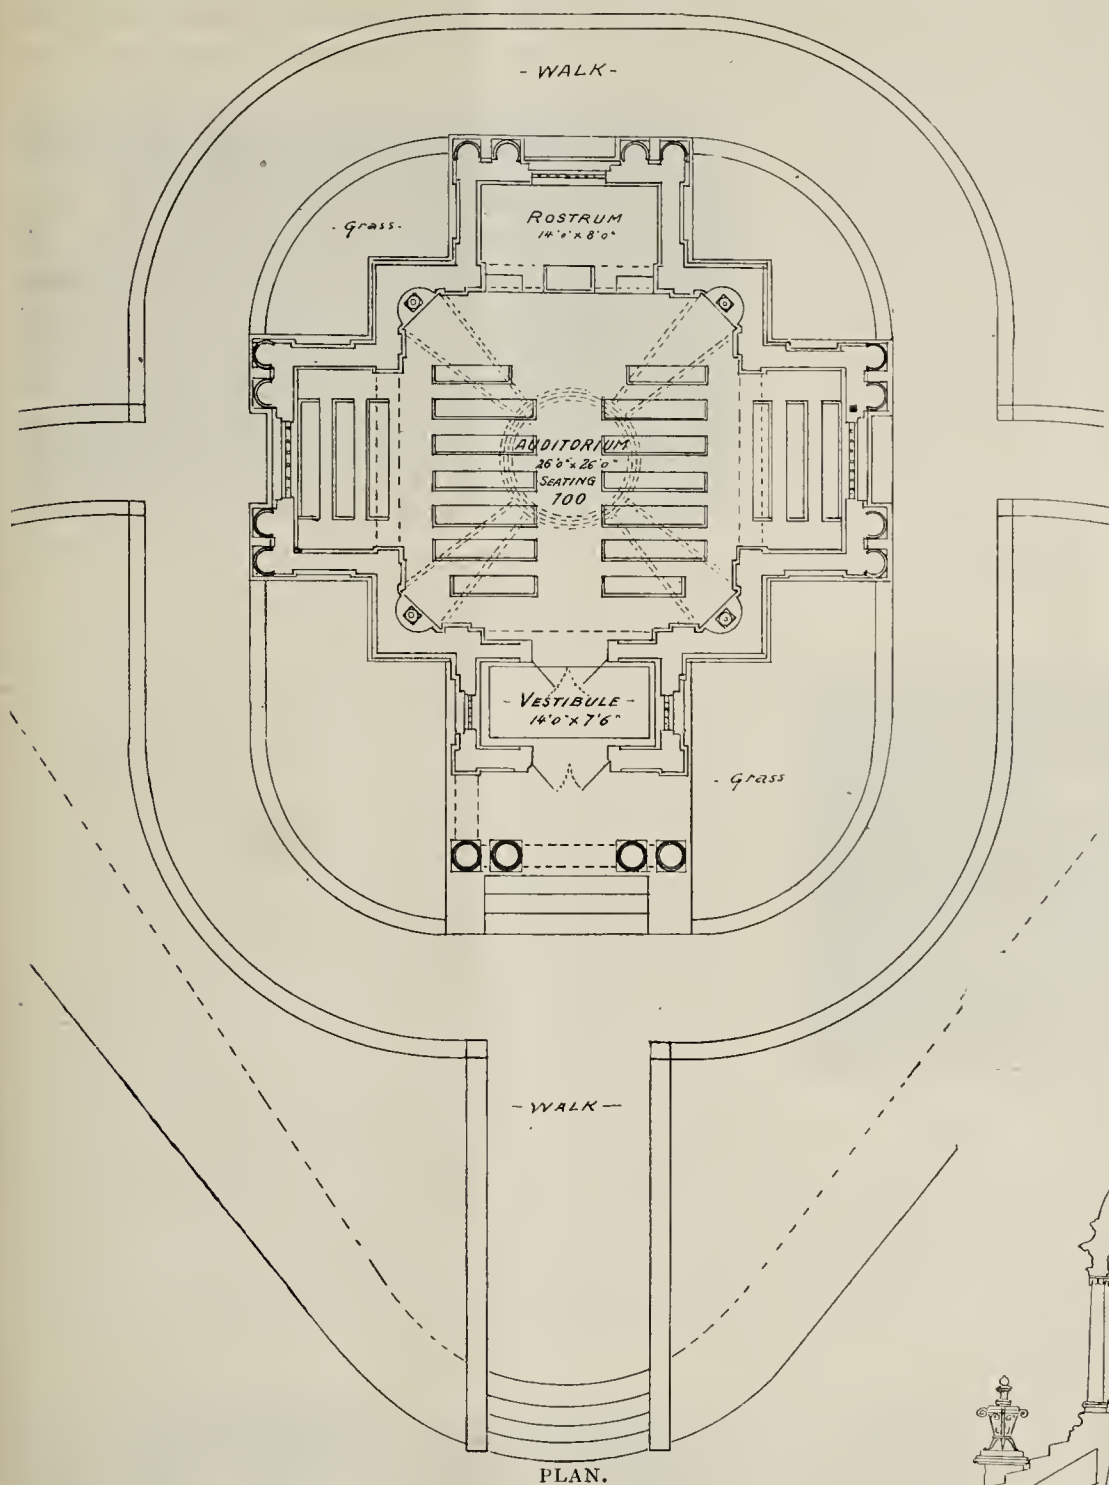 - WALK -
- Grass -
ROSTRUM
14'0" x 8'0"
AUDITORIUM
26'0" x 26'0"
SEATING
100
- VESTIBULE -
14'0" x 7'6"
- Grass
- WALK -
PLAN.